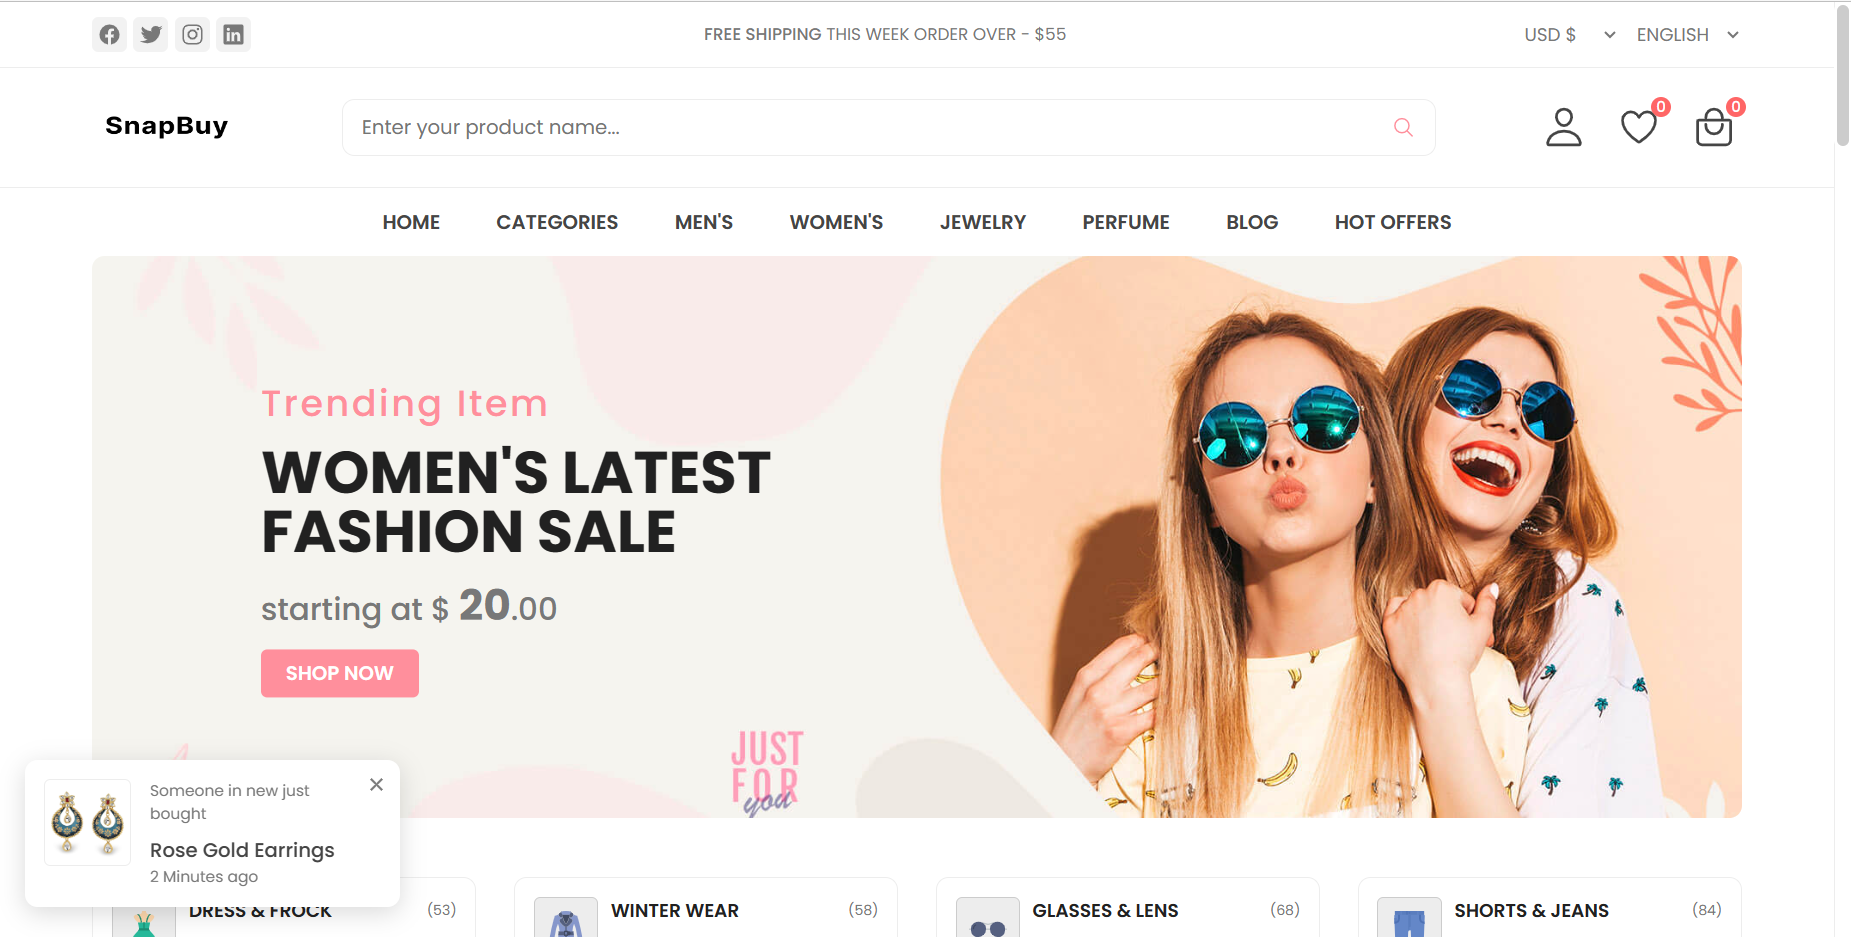 FREE SHIPPING THIS WEEK ORDER OVER - $55
USD $
ENGLISH
SnapBuy
Enter your product name...
0
0
HOME
CATEGORIES
MEN'S
WOMEN'S
JEWELRY
PERFUME
BLOG
HOT OFFERS
Trending Item
WOMEN'S LATEST
FASHION SALE
starting at $ 20.00
SHOP NOW
JUST
FOR
you
Someone in new just
bought
Rose Gold Earrings
2 Minutes ago
DRESS & FROCK
(53)
WINTER WEAR
(58)
GLASSES & LENS
(68)
SHORTS & JEANS
(84)